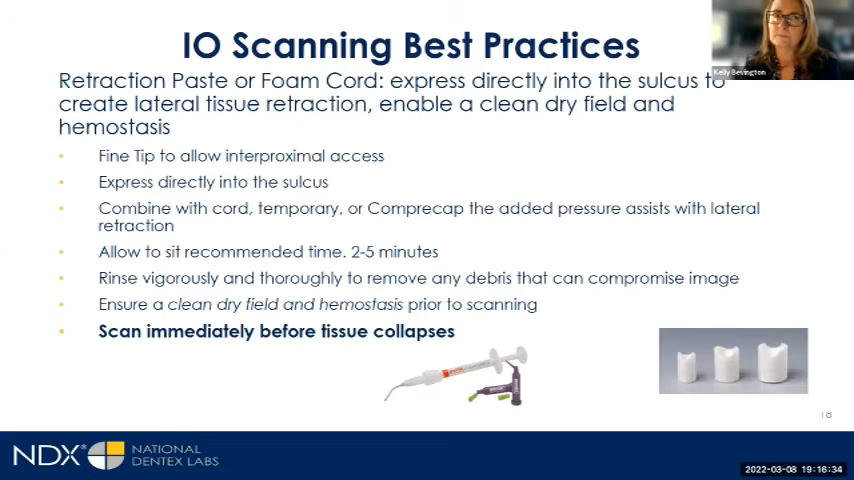 IO Scanning Best Practices
Kelly Bevington
Retraction Paste or Foam Cord: express directly into the sulcus to
create lateral tissue retraction, enable a clean dry field and
hemostasis
• Fine Tip to allow interproximal access
• Express directly into the sulcus
• Combine with cord, temporary, or Comprecap the added pressure assists with lateral
retraction
• Allow to sit recommended time. 2-5 minutes
• Rinse vigorously and thoroughly to remove any debris that can compromise image
• Ensure a clean dry field and hemostasis prior to scanning
• Scan immediately before tissue collapses
18
NDX® NATIONAL
DENTEX LABS
2022-03-08 19:16:34